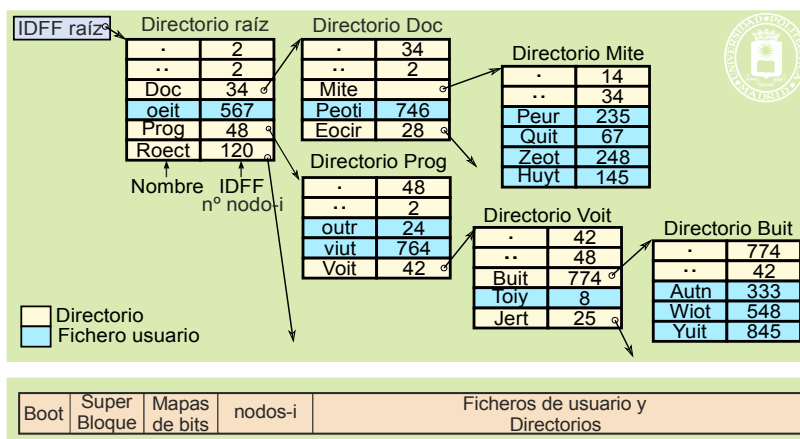 IDFF raíz
Directorio raíz
. 2
.. 2
Doc 34
oeit 567
Prog 48
Roect 120
Nombre IDFF
nº nodo-i
Directorio Doc
. 34
.. 2
Mite
Peoti 746
Eocir 28
Directorio Mite
. 14
.. 34
Peur 235
Quit 67
Zeot 248
Huyt 145
Directorio Prog
. 48
.. 2
outr 24
viut 764
Voit 42
Directorio Voit
. 42
.. 48
Buit 774
Toiy 8
Jert 25
Directorio Buit
. 774
.. 42
Autn 333
Wiot 548
Yuit 845
Directorio
Fichero usuario
Boot
Super
Bloque
Mapas
de bits
nodos-i
Ficheros de usuario y
Directorios
UNIVERSIDAD POLITÉCNICA
MADRID